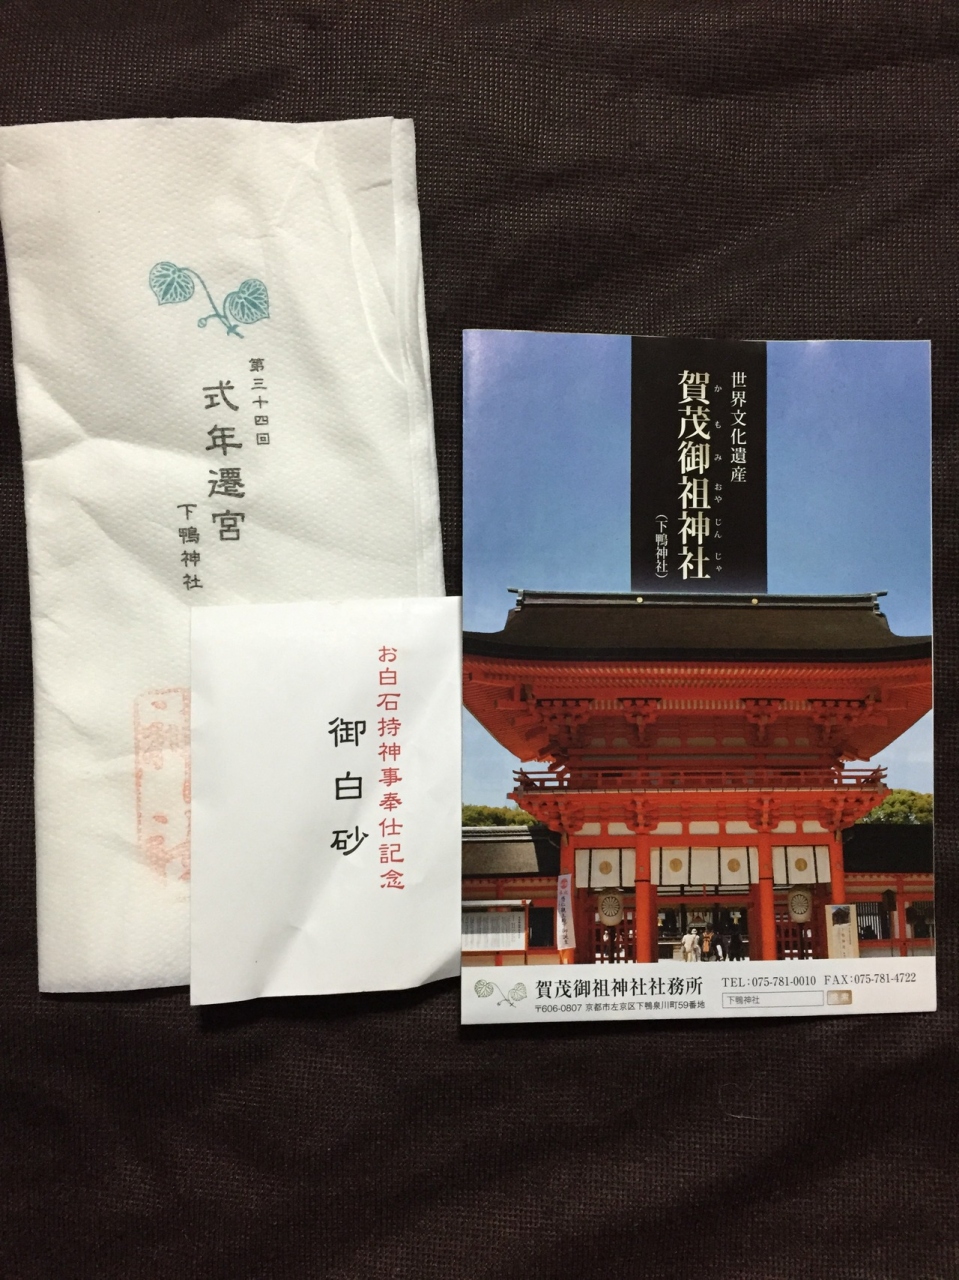 第三十四回
式年遷宮
下鴨神社
お白石持神事奉仕記念
御白砂
世界文化遺産
賀茂御祖神社
かもみおやじんじゃ
(下鴨神社)
賀茂御祖神社社務所
〒606-0807 京都市左京区下鴨泉川町59番地
TEL:075-781-0010 FAX:075-781-4722
下鴨神社